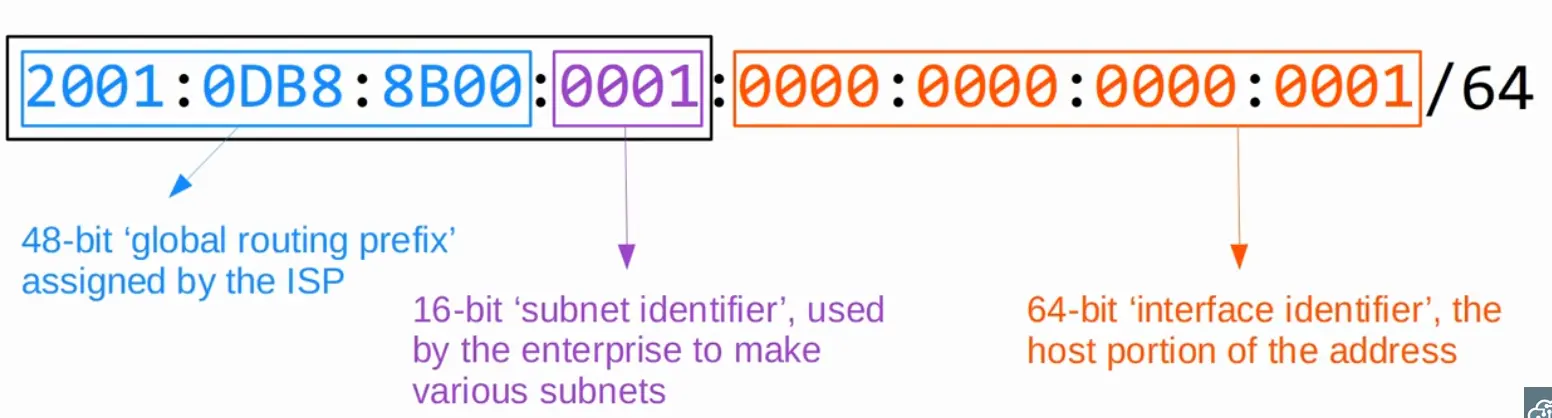 2001:0DB8:8B00:0001:0000:0000:0000:0001/64
48-bit ‘global routing prefix’
assigned by the ISP
16-bit ‘subnet identifier’, used
by the enterprise to make
various subnets
64-bit ‘interface identifier’, the
host portion of the address